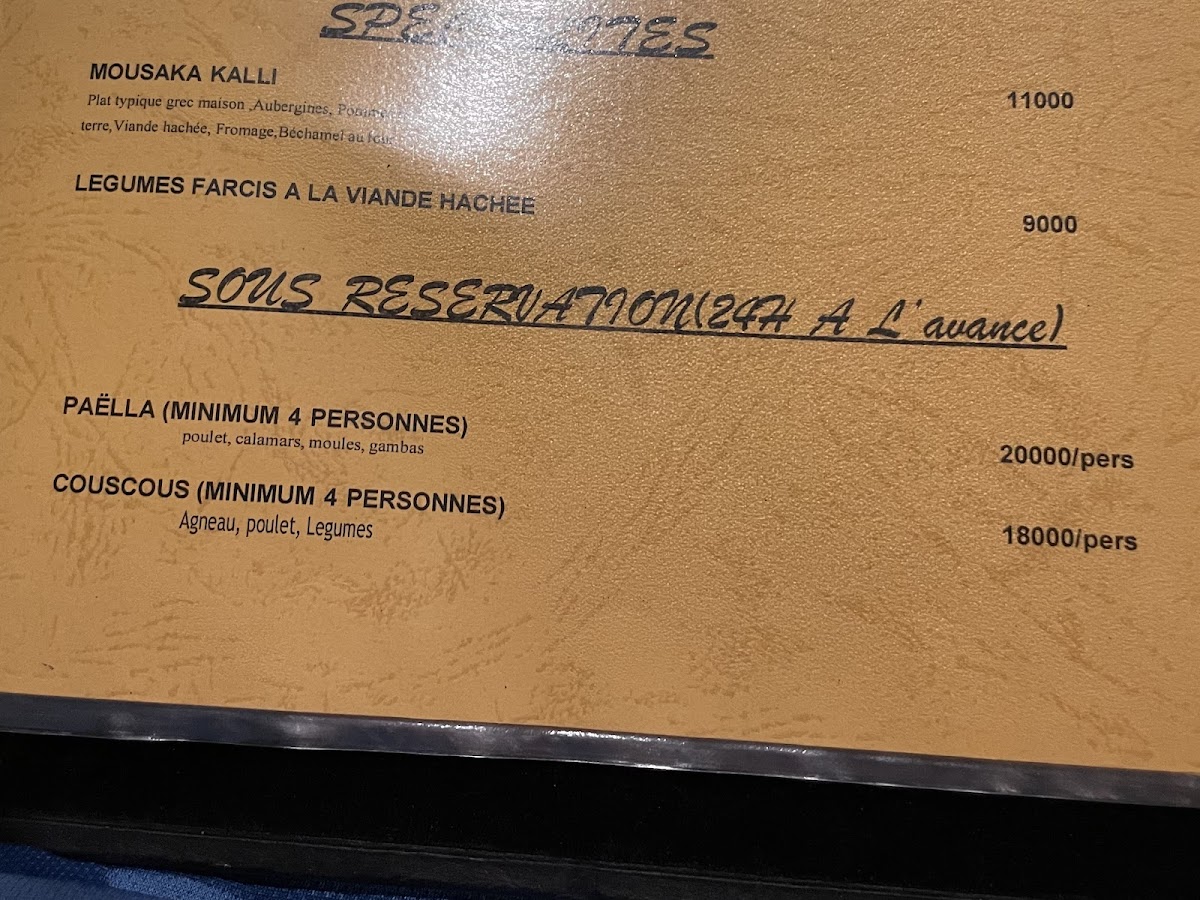 MOUSAKA KALLI
11000
Plat typique grec maison ,Aubergines,
terre,Viande hachée, Fromage,Béchamel au four
LEGUMES FARCIS A LA VIANDE HACHEE
9000
SOUS RESERVATION(24H A L'avance)
PAËLLA (MINIMUM 4 PERSONNES)
poulet, calamars, moules, gambas
20000/pers
COUSCOUS (MINIMUM 4 PERSONNES)
Agneau, poulet, Legumes
18000/pers